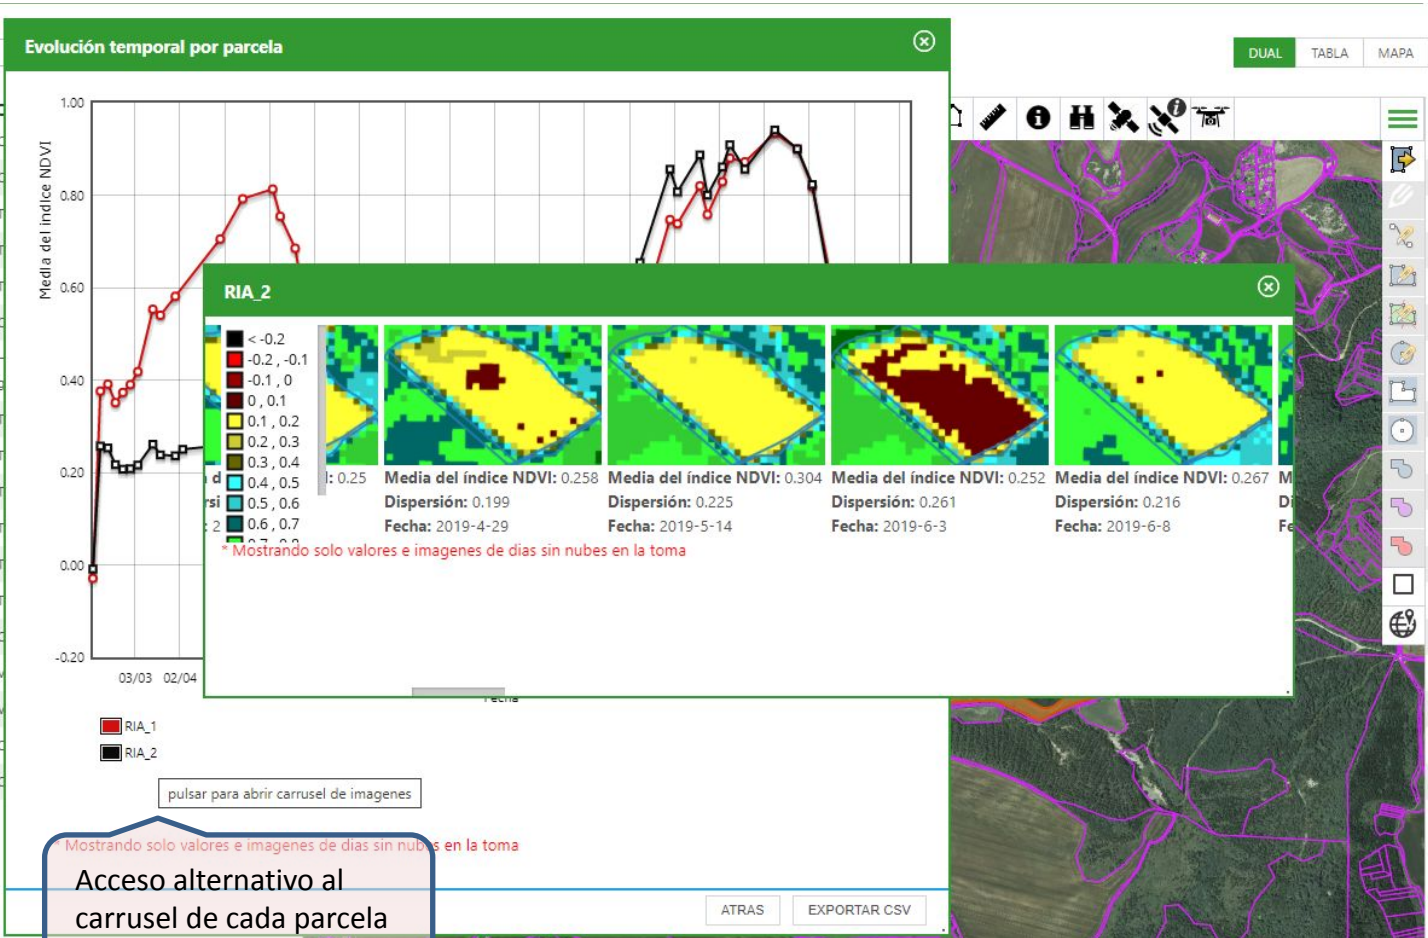 Evolución temporal por parcela
DUAL TABLA MAPA
Media del indice NDVI
1.00
0.80
0.60
0.40
0.20
0.00
-0.20
03/03 02/04
RIA_2
< -0.2
-0.2 , -0.1
-0.1 , 0
0 , 0.1
0.1 , 0.2
0.2 , 0.3
0.3 , 0.4
0.4 , 0.5
0.5 , 0.6
0.6 , 0.7
: 0.25
Media del índice NDVI: 0.258
Dispersión: 0.199
Fecha: 2019-4-29
Media del índice NDVI: 0.304
Dispersión: 0.225
Fecha: 2019-5-14
Media del índice NDVI: 0.252
Dispersión: 0.261
Fecha: 2019-6-3
Media del índice NDVI: 0.267
Dispersión: 0.216
Fecha: 2019-6-8
M
Di
Fe
* Mostrando solo valores e imagenes de dias sin nubes en la toma
Fecha
RIA_1
RIA_2
pulsar para abrir carrusel de imagenes
* Mostrando solo valores e imagenes de dias sin nubes en la toma
Acceso alternativo al
carrusel de cada parcela
ATRAS EXPORTAR CSV